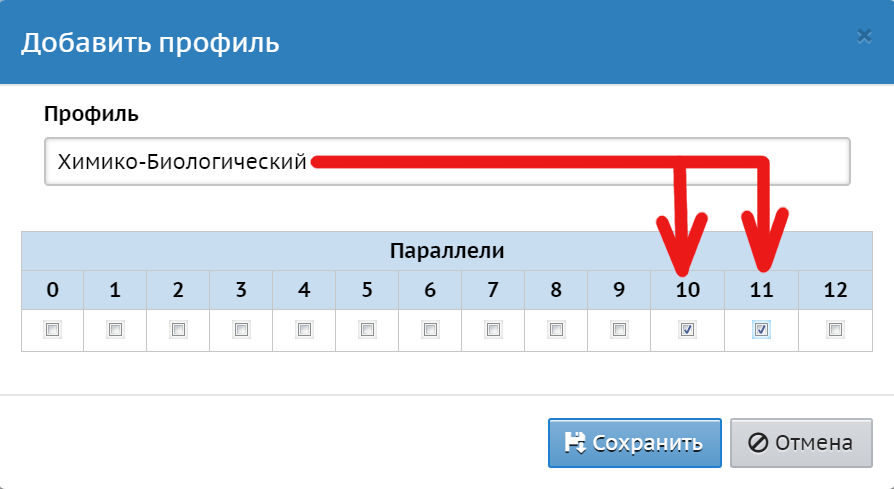 Добавить профиль
Профиль
Химико-Биологический
Параллели
0 1 2 3 4 5 6 7 8 9 10 11 12
Сохранить Отмена